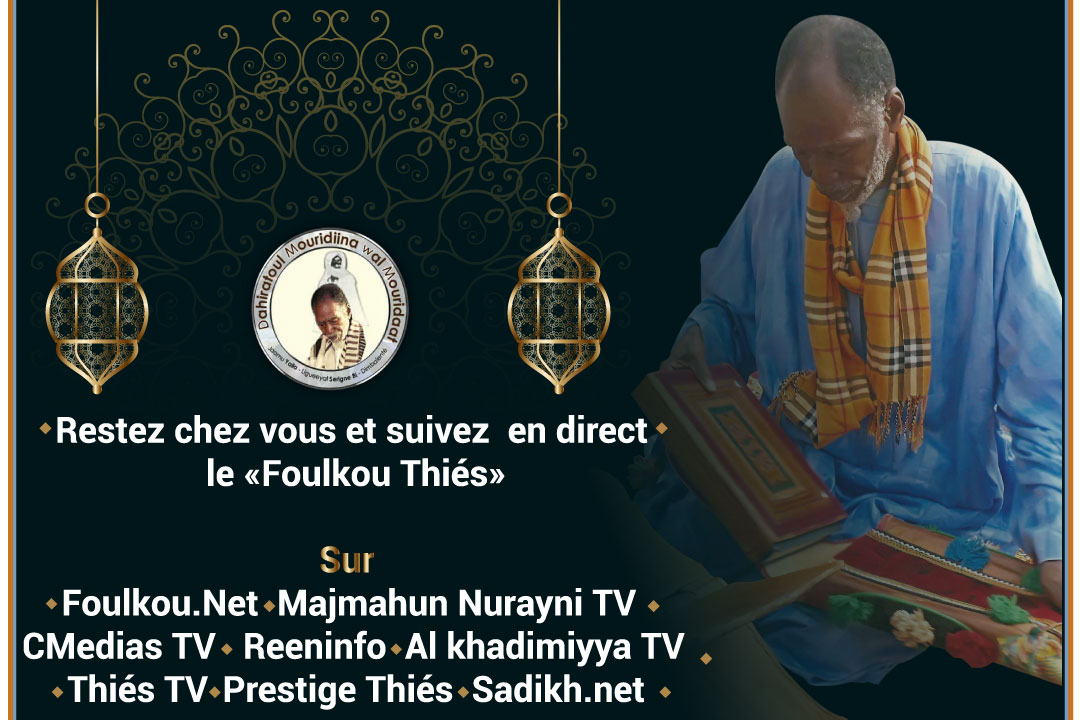 Dahiratoul Mouridiina wal Mouridaat
Restez chez vous et suivez en direct
le «Foulkou Thiés»
Sur
Foulkou.Net Majmahun Nurayni TV
CMedias TV Reeninfo Al khadimiyya TV
Thiés TV Prestige Thiés Sadikh.net